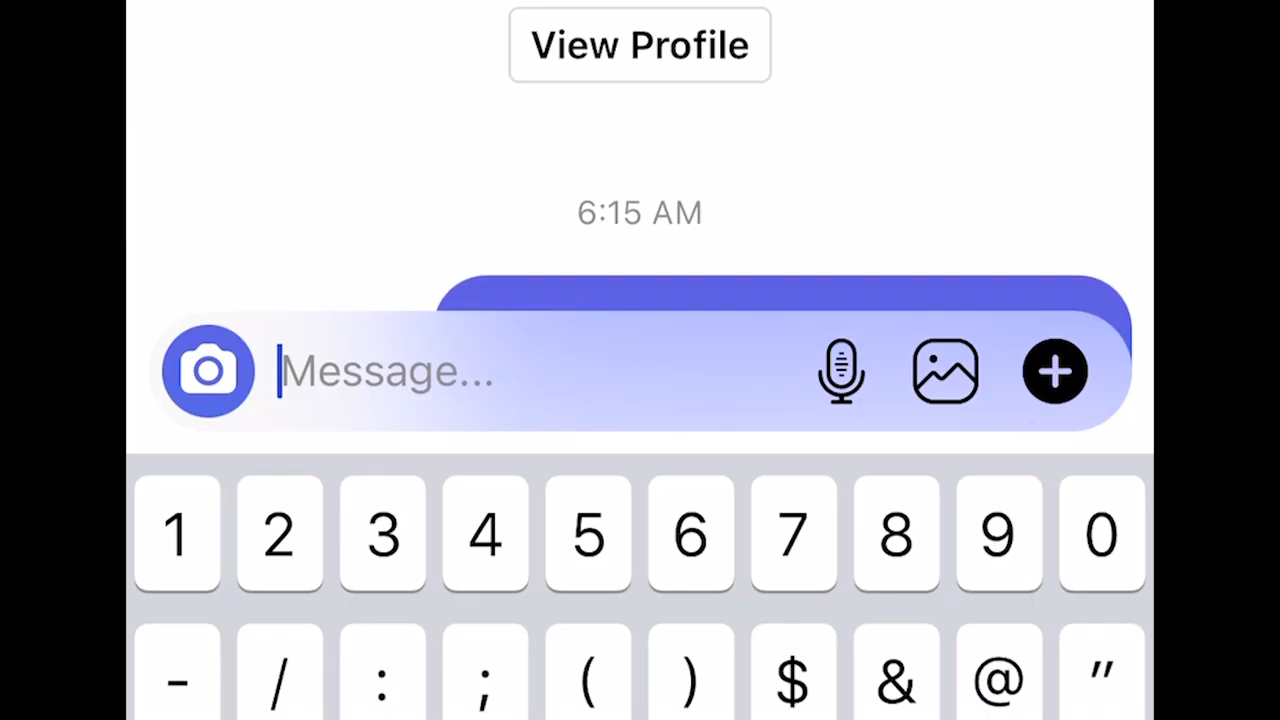 View Profile
6:15 AM
Message...
1 2 3 4 5 6 7 8 9 0
- / : ; ( ) $ & @ "